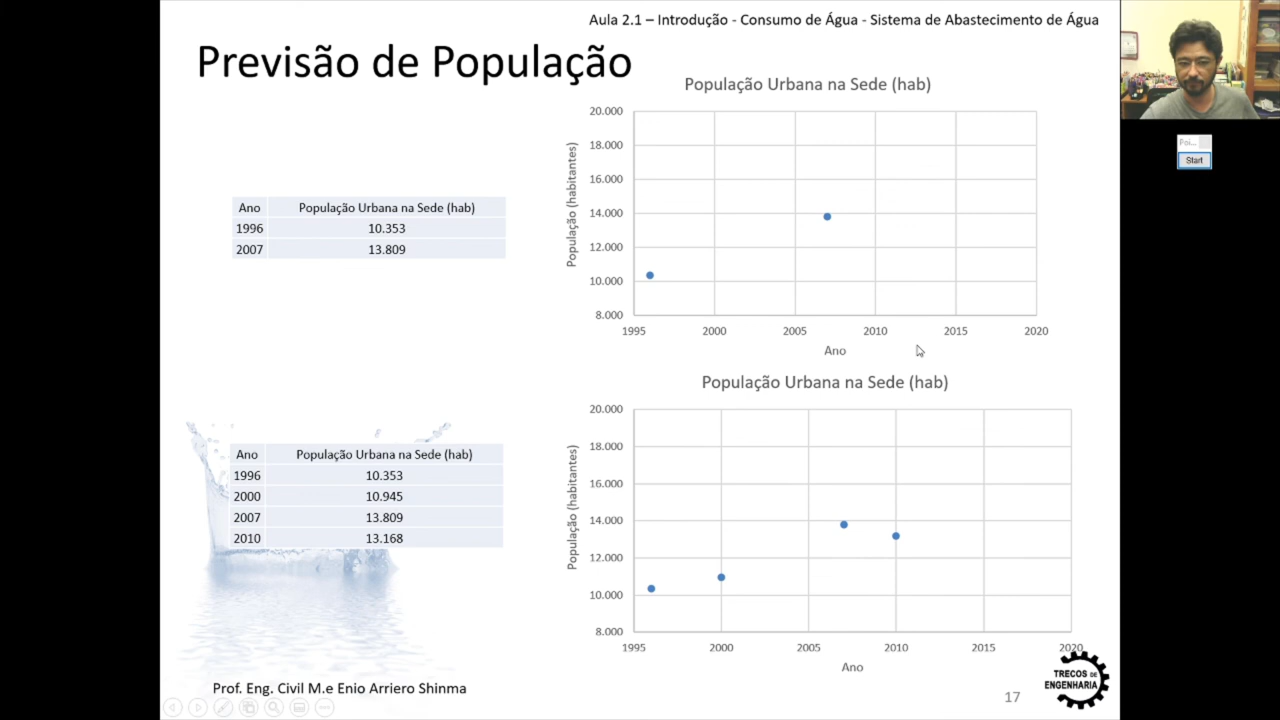 Aula 2.1 – Introdução - Consumo de Água - Sistema de Abastecimento de Água
Previsão de População
População Urbana na Sede (hab)
20.000
18.000
16.000
14.000
12.000
10.000
8.000
População (habitantes)
1995 2000 2005 2010 2015 2020
Ano
Ano População Urbana na Sede (hab)
1996 10.353
2007 13.809
População Urbana na Sede (hab)
20.000
18.000
16.000
14.000
12.000
10.000
8.000
População (habitantes)
1995 2000 2005 2010 2015 2020
Ano
Ano População Urbana na Sede (hab)
1996 10.353
2000 10.945
2007 13.809
2010 13.168
Prof. Eng. Civil M.e Enio Arriero Shinma
17
TRECOS DE
ENGENHARIA
Poi...
Start